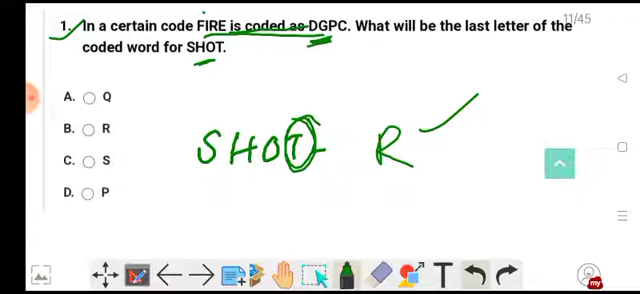 11/45
1. In a certain code FIRE is coded as DGPC. What will be the last letter of the
coded word for SHOT.
A. Q
B. R
C. S
D. P
SHOT R
T
my